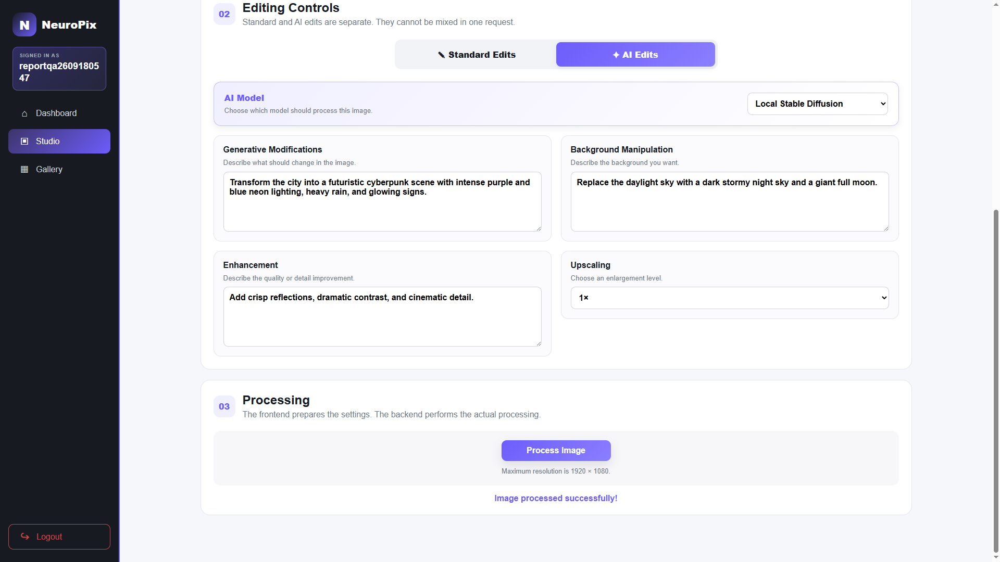 N NeuroPix
SIGNED IN AS
reportqa26091805
47
Dashboard
Studio
Gallery
Logout
02
Editing Controls
Standard and AI edits are separate. They cannot be mixed in one request.
Standard Edits
AI Edits
AI Model
Choose which model should process this image.
Local Stable Diffusion
Generative Modifications
Describe what should change in the image.
Transform the city into a futuristic cyberpunk scene with intense purple and
blue neon lighting, heavy rain, and glowing signs.
Background Manipulation
Describe the background you want.
Replace the daylight sky with a dark stormy night sky and a giant full moon.
Enhancement
Describe the quality or detail improvement.
Add crisp reflections, dramatic contrast, and cinematic detail.
Upscaling
Choose an enlargement level.
1×
03
Processing
The frontend prepares the settings. The backend performs the actual processing.
Process Image
Maximum resolution is 1920 × 1080.
Image processed successfully!